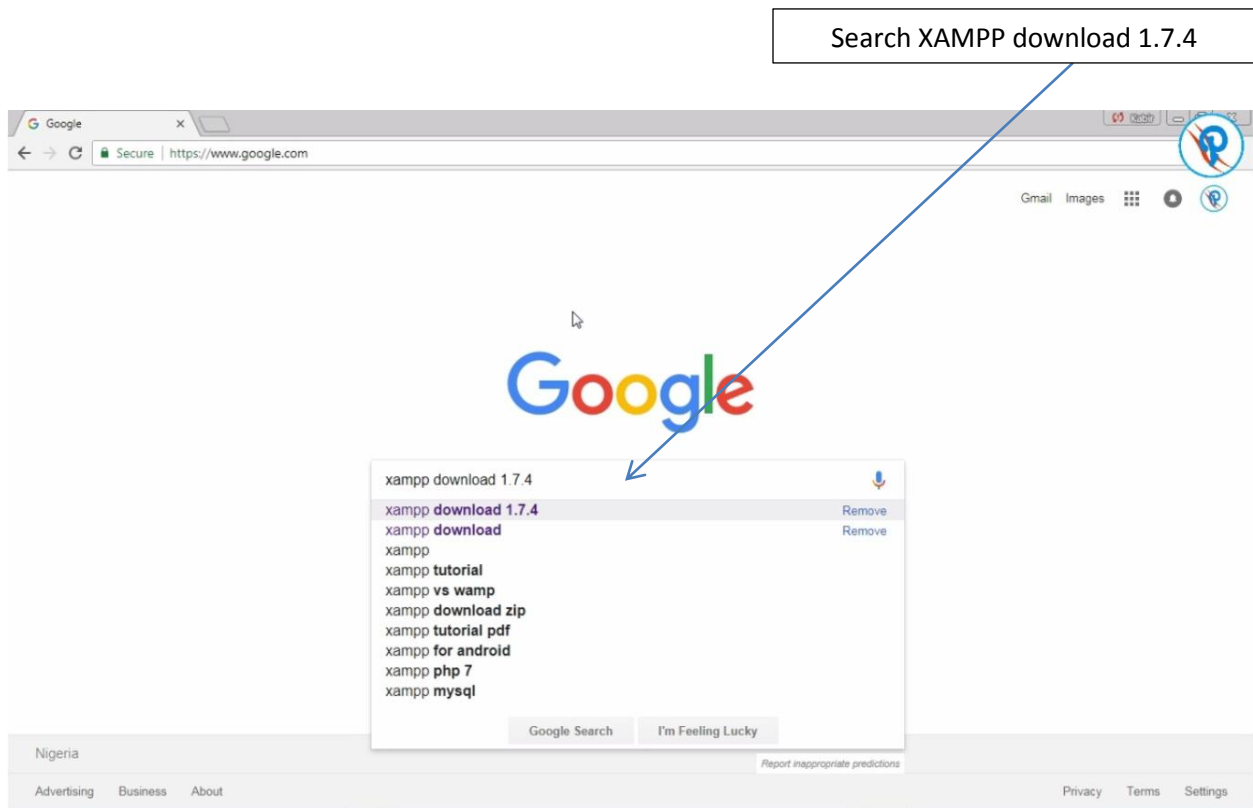 Search XAMPP download 1.7.4
Google
Secure | https://www.google.com
Gmail Images
Google
xampp download 1.7.4
xampp download 1.7.4 Remove
xampp download Remove
xampp
xampp tutorial
xampp vs wamp
xampp download zip
xampp tutorial pdf
xampp for android
xampp php 7
xampp mysql
Google Search I'm Feeling Lucky
Report inappropriate predictions
Nigeria
Advertising Business About Privacy Terms Settings